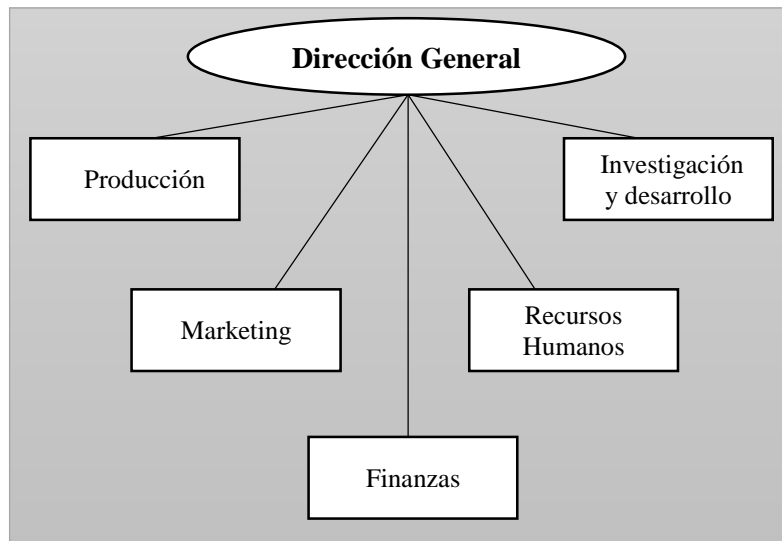 Dirección General
Producción
Investigación
y desarrollo
Marketing
Recursos
Humanos
Finanzas